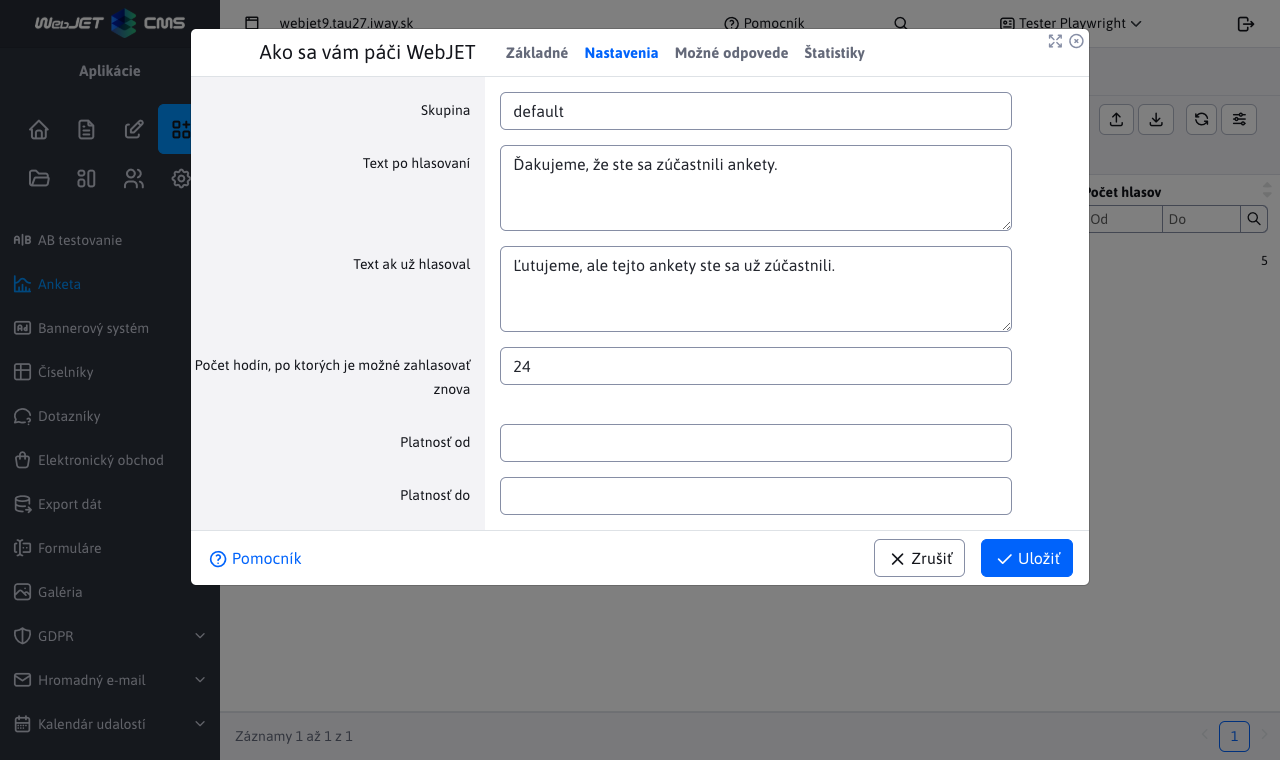 WebJET CMS
webjet9.tau27.iway.sk
Pomocník
Tester Playwright
Aplikácie
Ako sa vám páči WebJET
Základné
Nastavenia
Možné odpovede
Štatistiky
Skupina
default
Text po hlasovaní
Ďakujeme, že ste sa zúčastnili ankety.
Text ak už hlasoval
Ľutujeme, ale tejto ankety ste sa už zúčastnili.
Počet hodín, po ktorých je možné zahlasovať
znova
24
Platnosť od
Platnosť do
Pomocník
Zrušiť
Uložiť
AB testovanie
Anketa
Bannerový systém
Číselníky
Dotazníky
Elektronický obchod
Export dát
Formuláre
Galéria
GDPR
Hromadný e-mail
Kalendár udalostí
Počet hlasov
Od
Do
5
Záznamy 1 až 1 z 1
1